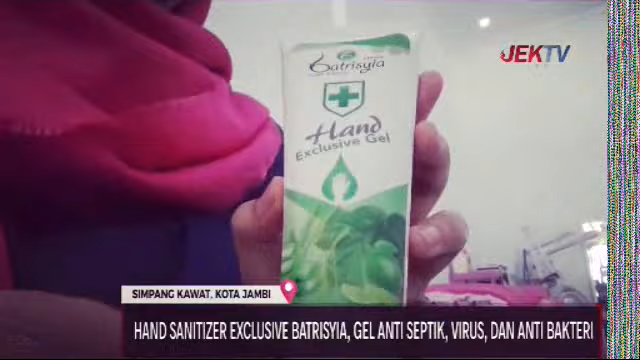 JEKTV
Batrisyia
Hand
Exclusive Gel
SIMPANG KAWAT, KOTA JAMBI
HAND SANITIZER EXCLUSIVE BATRISYIA, GEL ANTI SEPTIK, VIRUS, DAN ANTI BAKTERI